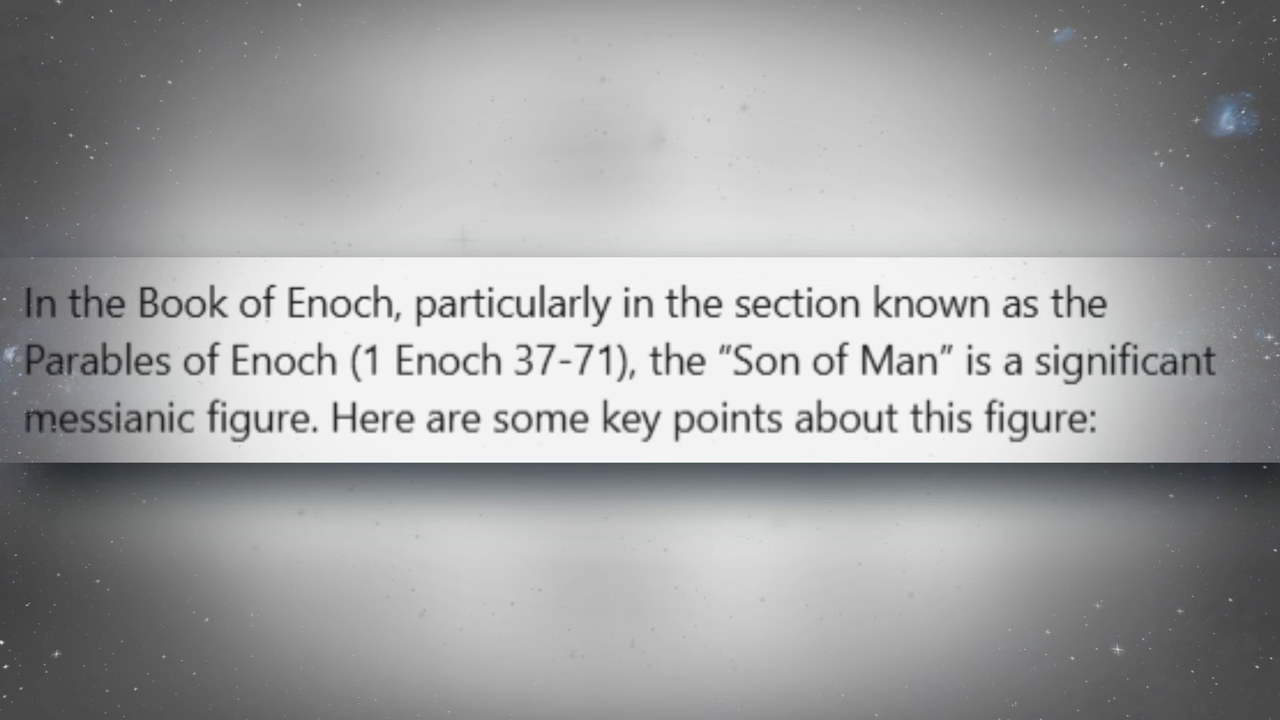 In the Book of Enoch, particularly in the section known as the
Parables of Enoch (1 Enoch 37-71), the "Son of Man" is a significant
messianic figure. Here are some key points about this figure: